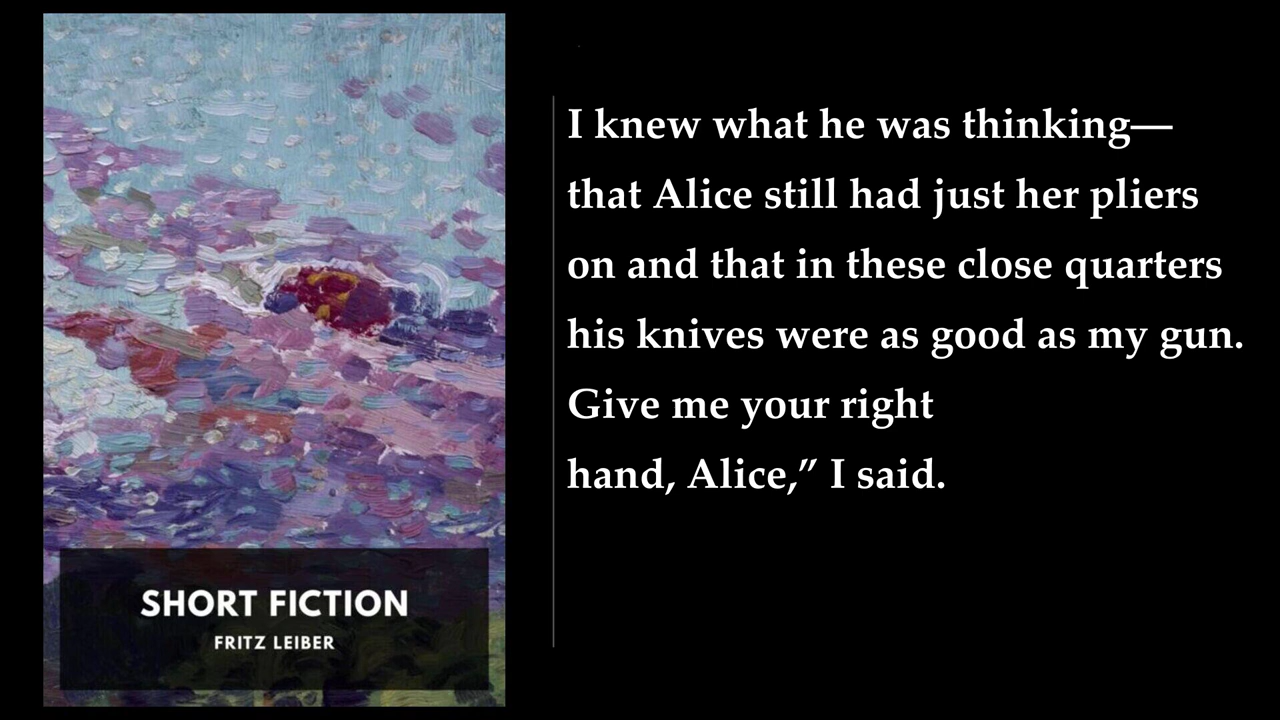 SHORT FICTION
FRITZ LEIBER
I knew what he was thinking—
that Alice still had just her pliers
on and that in these close quarters
his knives were as good as my gun.
Give me your right
hand, Alice,” I said.